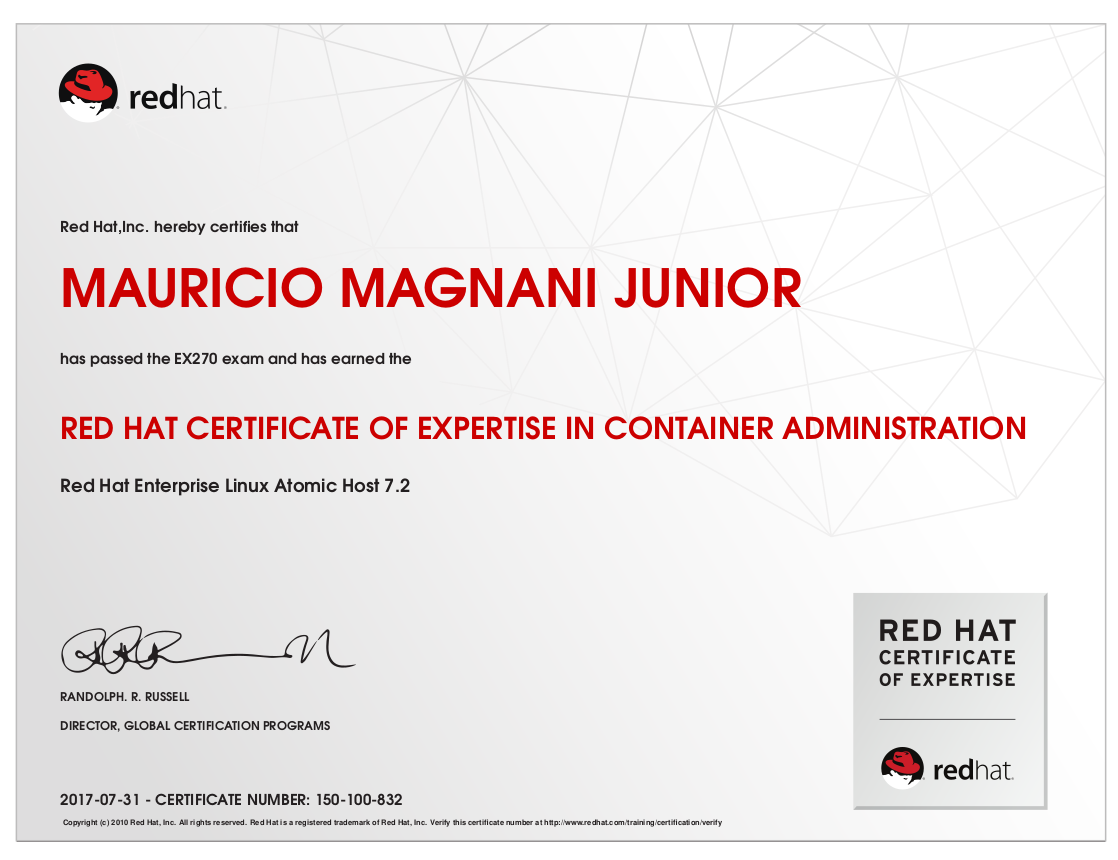 redhat.
Red Hat,Inc. hereby certifies that
MAURICIO MAGNANI JUNIOR
has passed the EX270 exam and has earned the
RED HAT CERTIFICATE OF EXPERTISE IN CONTAINER ADMINISTRATION
Red Hat Enterprise Linux Atomic Host 7.2
RANDOLPH. R. RUSSELL
DIRECTOR, GLOBAL CERTIFICATION PROGRAMS
2017-07-31 - CERTIFICATE NUMBER: 150-100-832
Copyright (c) 2010 Red Hat, Inc. All rights reserved. Red Hat is a registered trademark of Red Hat, Inc. Verify this certificate number at http://www.redhat.com/training/certification/verify
RED HAT
CERTIFICATE
OF EXPERTISE
redhat.